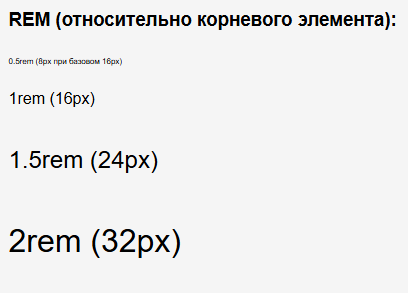 REM (относительно корневого элемента):
0.5rem (8px при базовом 16px)
1rem (16px)
1.5rem (24px)
2rem (32px)